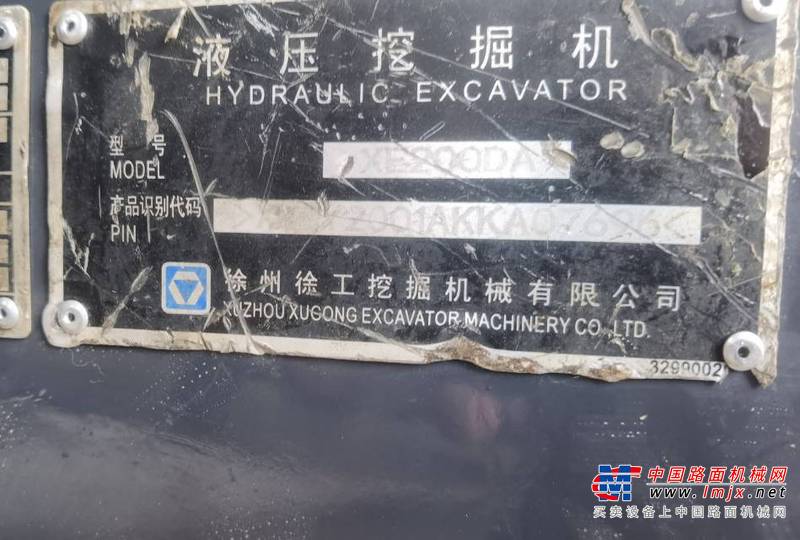 液压挖掘机
HYDRAULIC EXCAVATOR
型号
MODEL
产品识别代码
PIN
徐州徐工挖掘机械有限公司
XUZHOU XUGONG EXCAVATOR MACHINERY CO., LTD.
3299002
中国路面机械网
www.lmjx.net
买卖设备上中国路面机械网